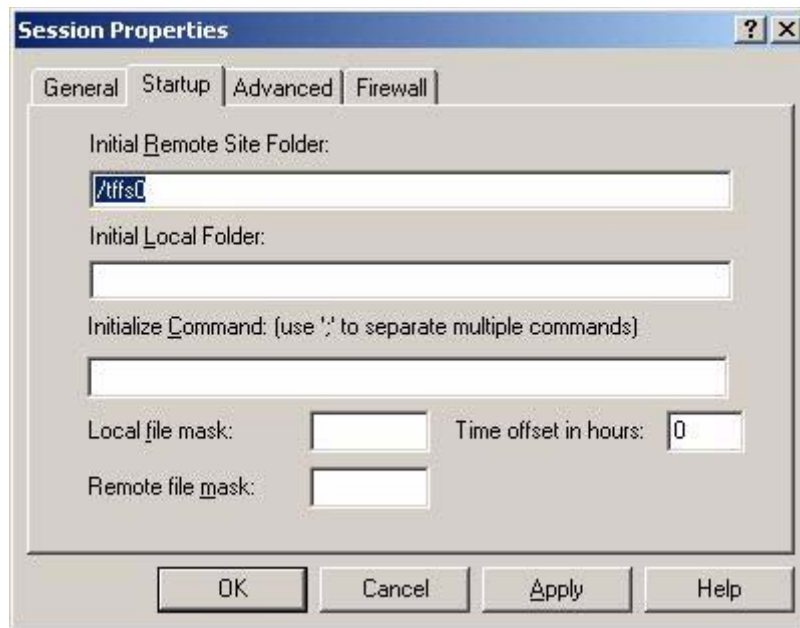 Session Properties
General Startup Advanced Firewall
Initial Remote Site Folder:
/tffs0
Initial Local Folder:
Initialize Command: (use ';' to separate multiple commands)
Local file mask:
Time offset in hours: 0
Remote file mask:
OK Cancel Apply Help